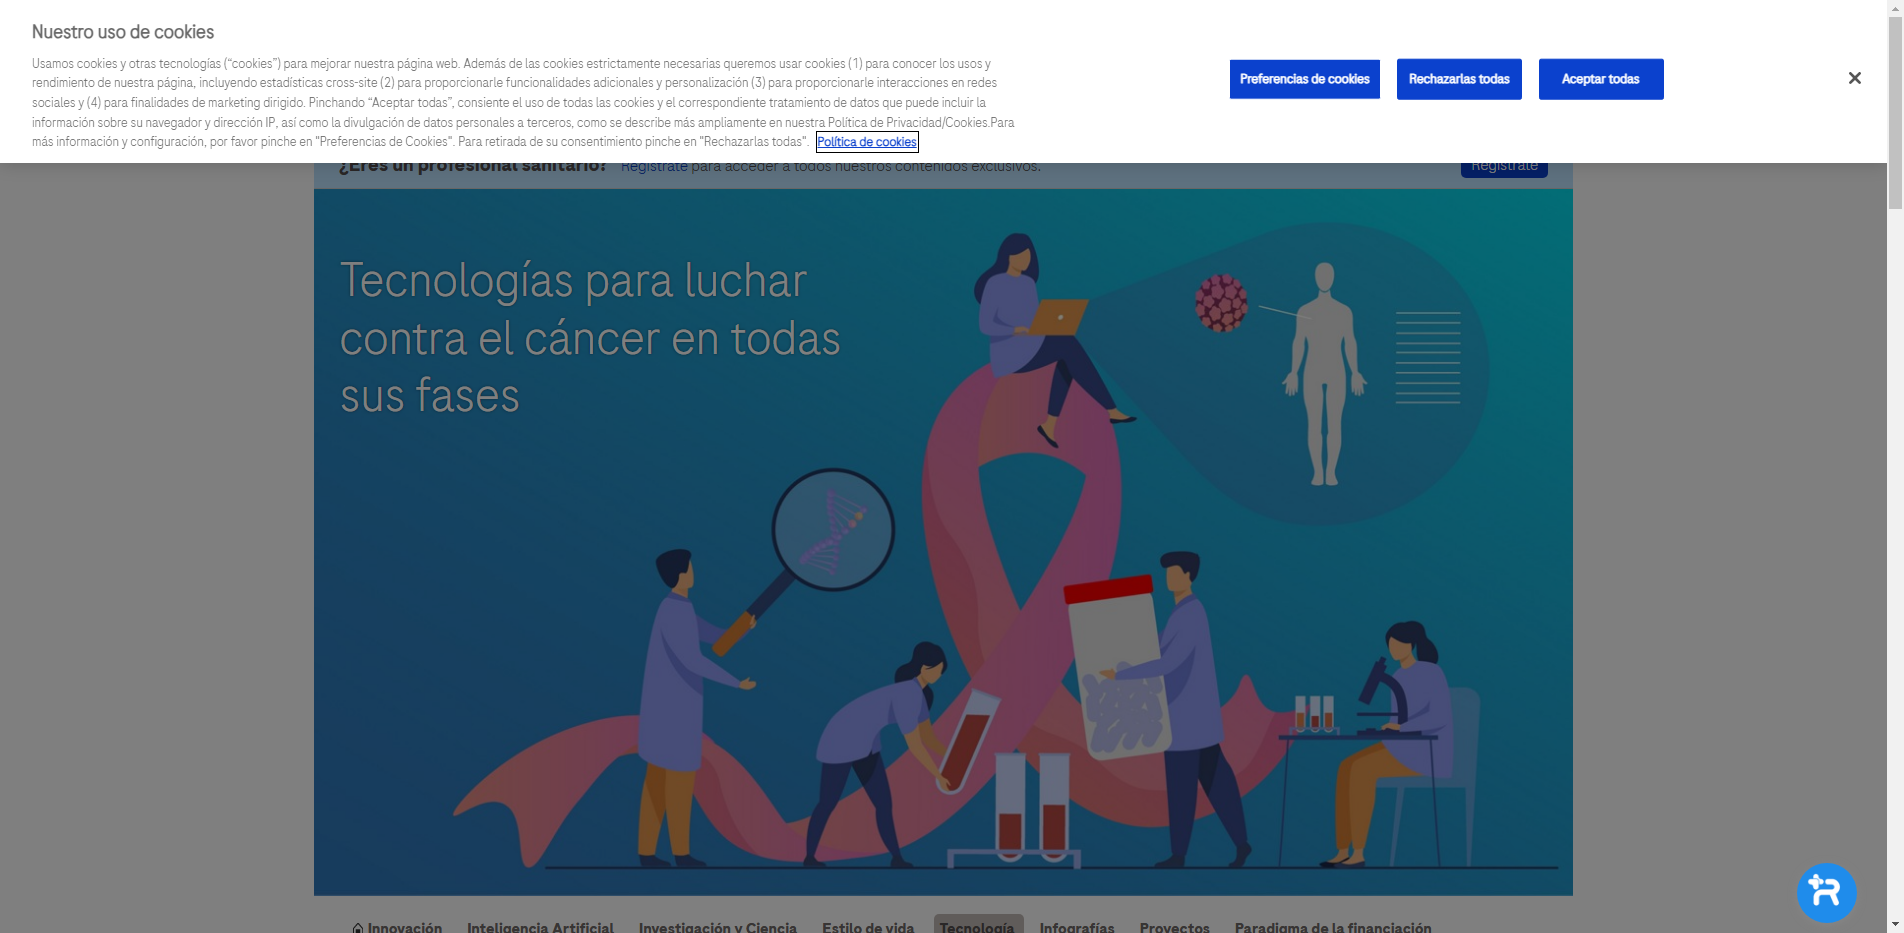 Nuestro uso de cookies
Usamos cookies y otras tecnologías (“cookies”) para mejorar nuestra página web. Además de las cookies estrictamente necesarias queremos usar cookies (1) para conocer los usos y
rendimiento de nuestra página, incluyendo estadísticas cross-site (2) para proporcionarle funcionalidades adicionales y personalización (3) para proporcionarle interacciones en redes
sociales y (4) para finalidades de marketing dirigido. Pinchando “Aceptar todas”, consiente el uso de todas las cookies y el correspondiente tratamiento de datos que puede incluir la
información sobre su navegador y dirección IP, así como la divulgación de datos personales a terceros, como se describe más ampliamente en nuestra Política de Privacidad/Cookies.Para
más información y configuración, por favor pinche en "Preferencias de Cookies". Para retirada de su consentimiento pinche en "Rechazarlas todas". Política de cookies
Preferencias de cookies
Rechazarlas todas
Aceptar todas
¿Eres un profesional sanitario? Regístrate para acceder a todos nuestros contenidos exclusivos.
Regístrate
Tecnologías para luchar
contra el cáncer en todas
sus fases
Innovación Inteligencia Artificial Investigación y Ciencia Estilo de vida Tecnología Infografías Proyectos Paradigma de la financiación